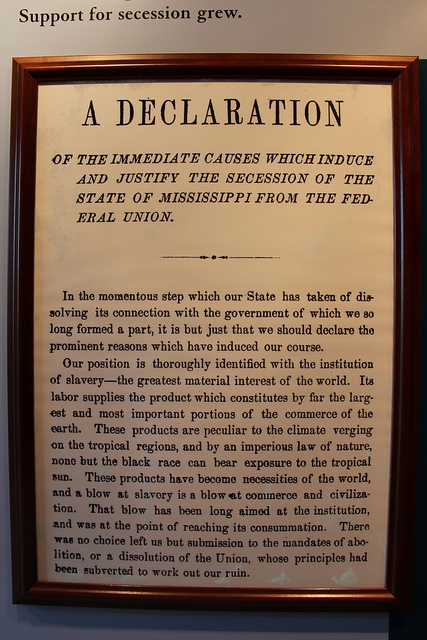 Support for secession grew.
A DECLARATION
OF THE IMMEDIATE CAUSES WHICH INDUCE
AND JUSTIFY THE SECESSION OF THE
STATE OF MISSISSIPPI FROM THE FED-
ERAL UNION.
In the momentous step which our State has taken of dis-
solving its connection with the government of which we so
long formed a part, it is but just that we should declare the
prominent reasons which have induced our course.
Our position is thoroughly identified with the institution
of slavery—the greatest material interest of the world. Its
labor supplies the product which constitutes by far the larg-
est and most important portions of the commerce of the
earth. These products are peculiar to the climate verging
on the tropical regions, and by an imperious law of nature,
none but the black race can bear exposure to the tropical
sun. These products have become necessities of the world,
and a blow at slavery is a blow at commerce and civiliza-
tion. That blow has been long aimed at the institution,
and was at the point of reaching its consummation. There
was no choice left us but submission to the mandates of abo-
lition, or a dissolution of the Union, whose principles had
been subverted to work out our ruin.